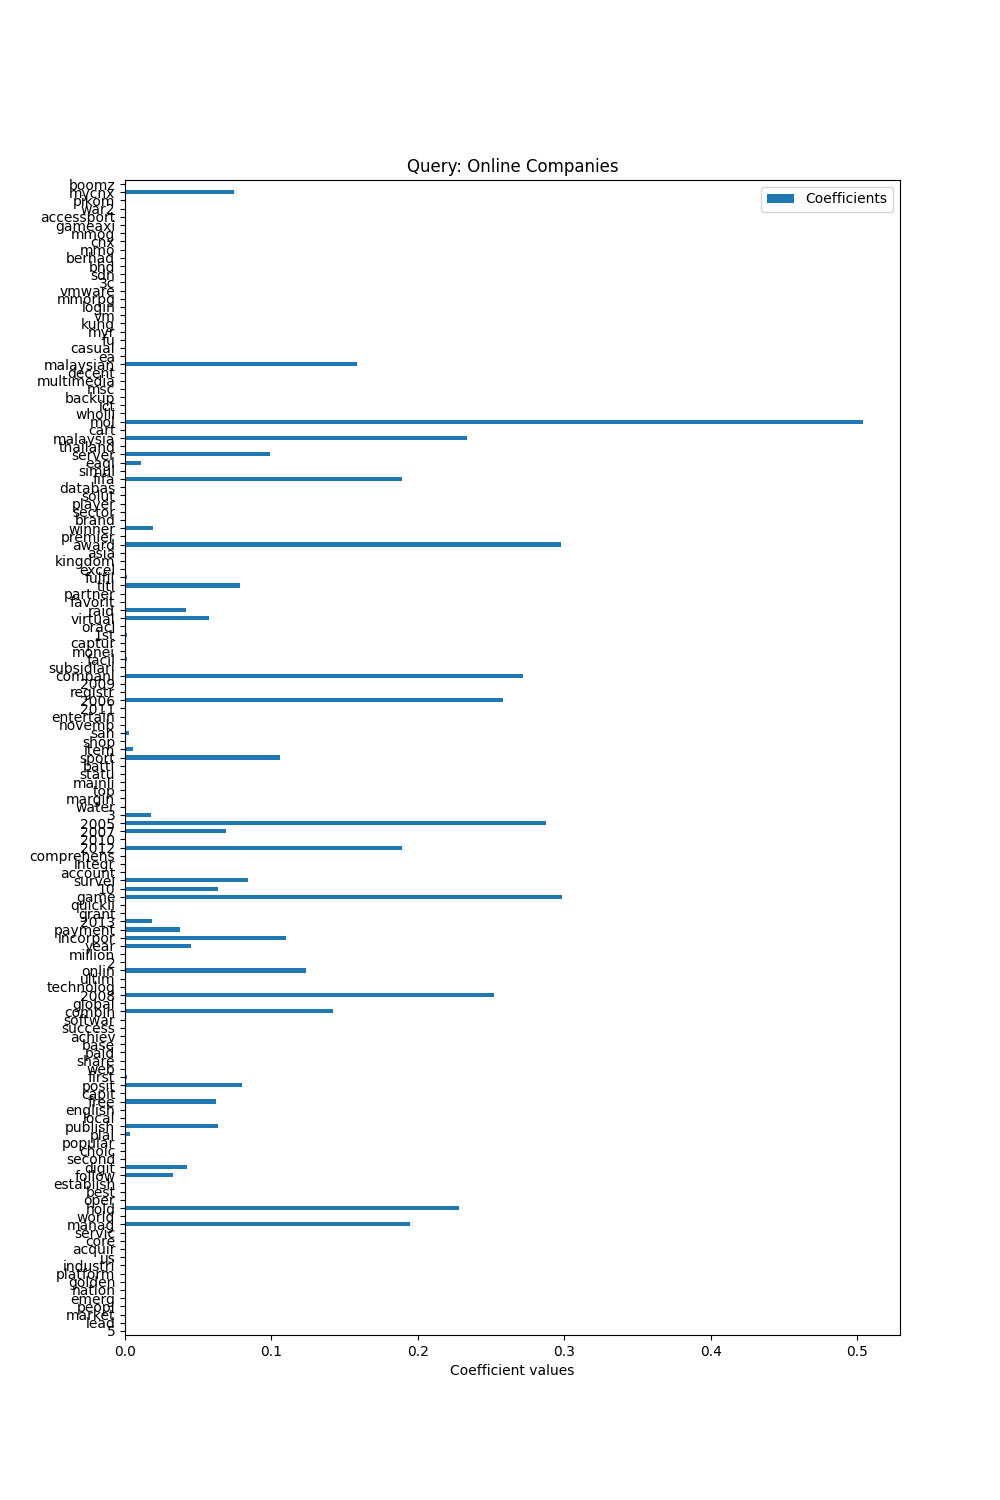 Query: Online Companies
Coefficients
boomz
mycnx
prkom
war2
accessport
gameaxi
mmog
cnx
mmo
berhad
bhd
sdn
3c
vmware
mmorpg
login
vm
kung
myr
fu
casual
ea
malaysian
decent
multimedia
msc
backup
ict
wholli
mol
cart
malaysia
thailand
server
eagl
simul
fifa
databas
solut
player
sector
brand
winner
premier
award
asia
kingdom
excel
fulfil
titl
partner
favorit
raid
virtual
oracl
1st
captur
monei
facil
subsidiari
compani
2009
registr
2006
2011
entertain
novemb
san
shop
item
sport
battl
statu
mainli
top
margin
water
3
2005
2007
2010
2012
comprehens
integr
account
survei
10
game
quickli
grant
2013
payment
incorpor
year
million
2
onlin
ultim
technolog
2008
global
combin
softwar
success
achiev
base
paid
share
web
first
posit
capit
free
english
local
publish
plai
popular
choic
second
digit
follow
establish
best
oper
hold
world
manag
servic
core
acquir
us
industri
platform
golden
nation
emerg
peopl
market
lead
5
0.0 0.1 0.2 0.3 0.4 0.5
Coefficient values